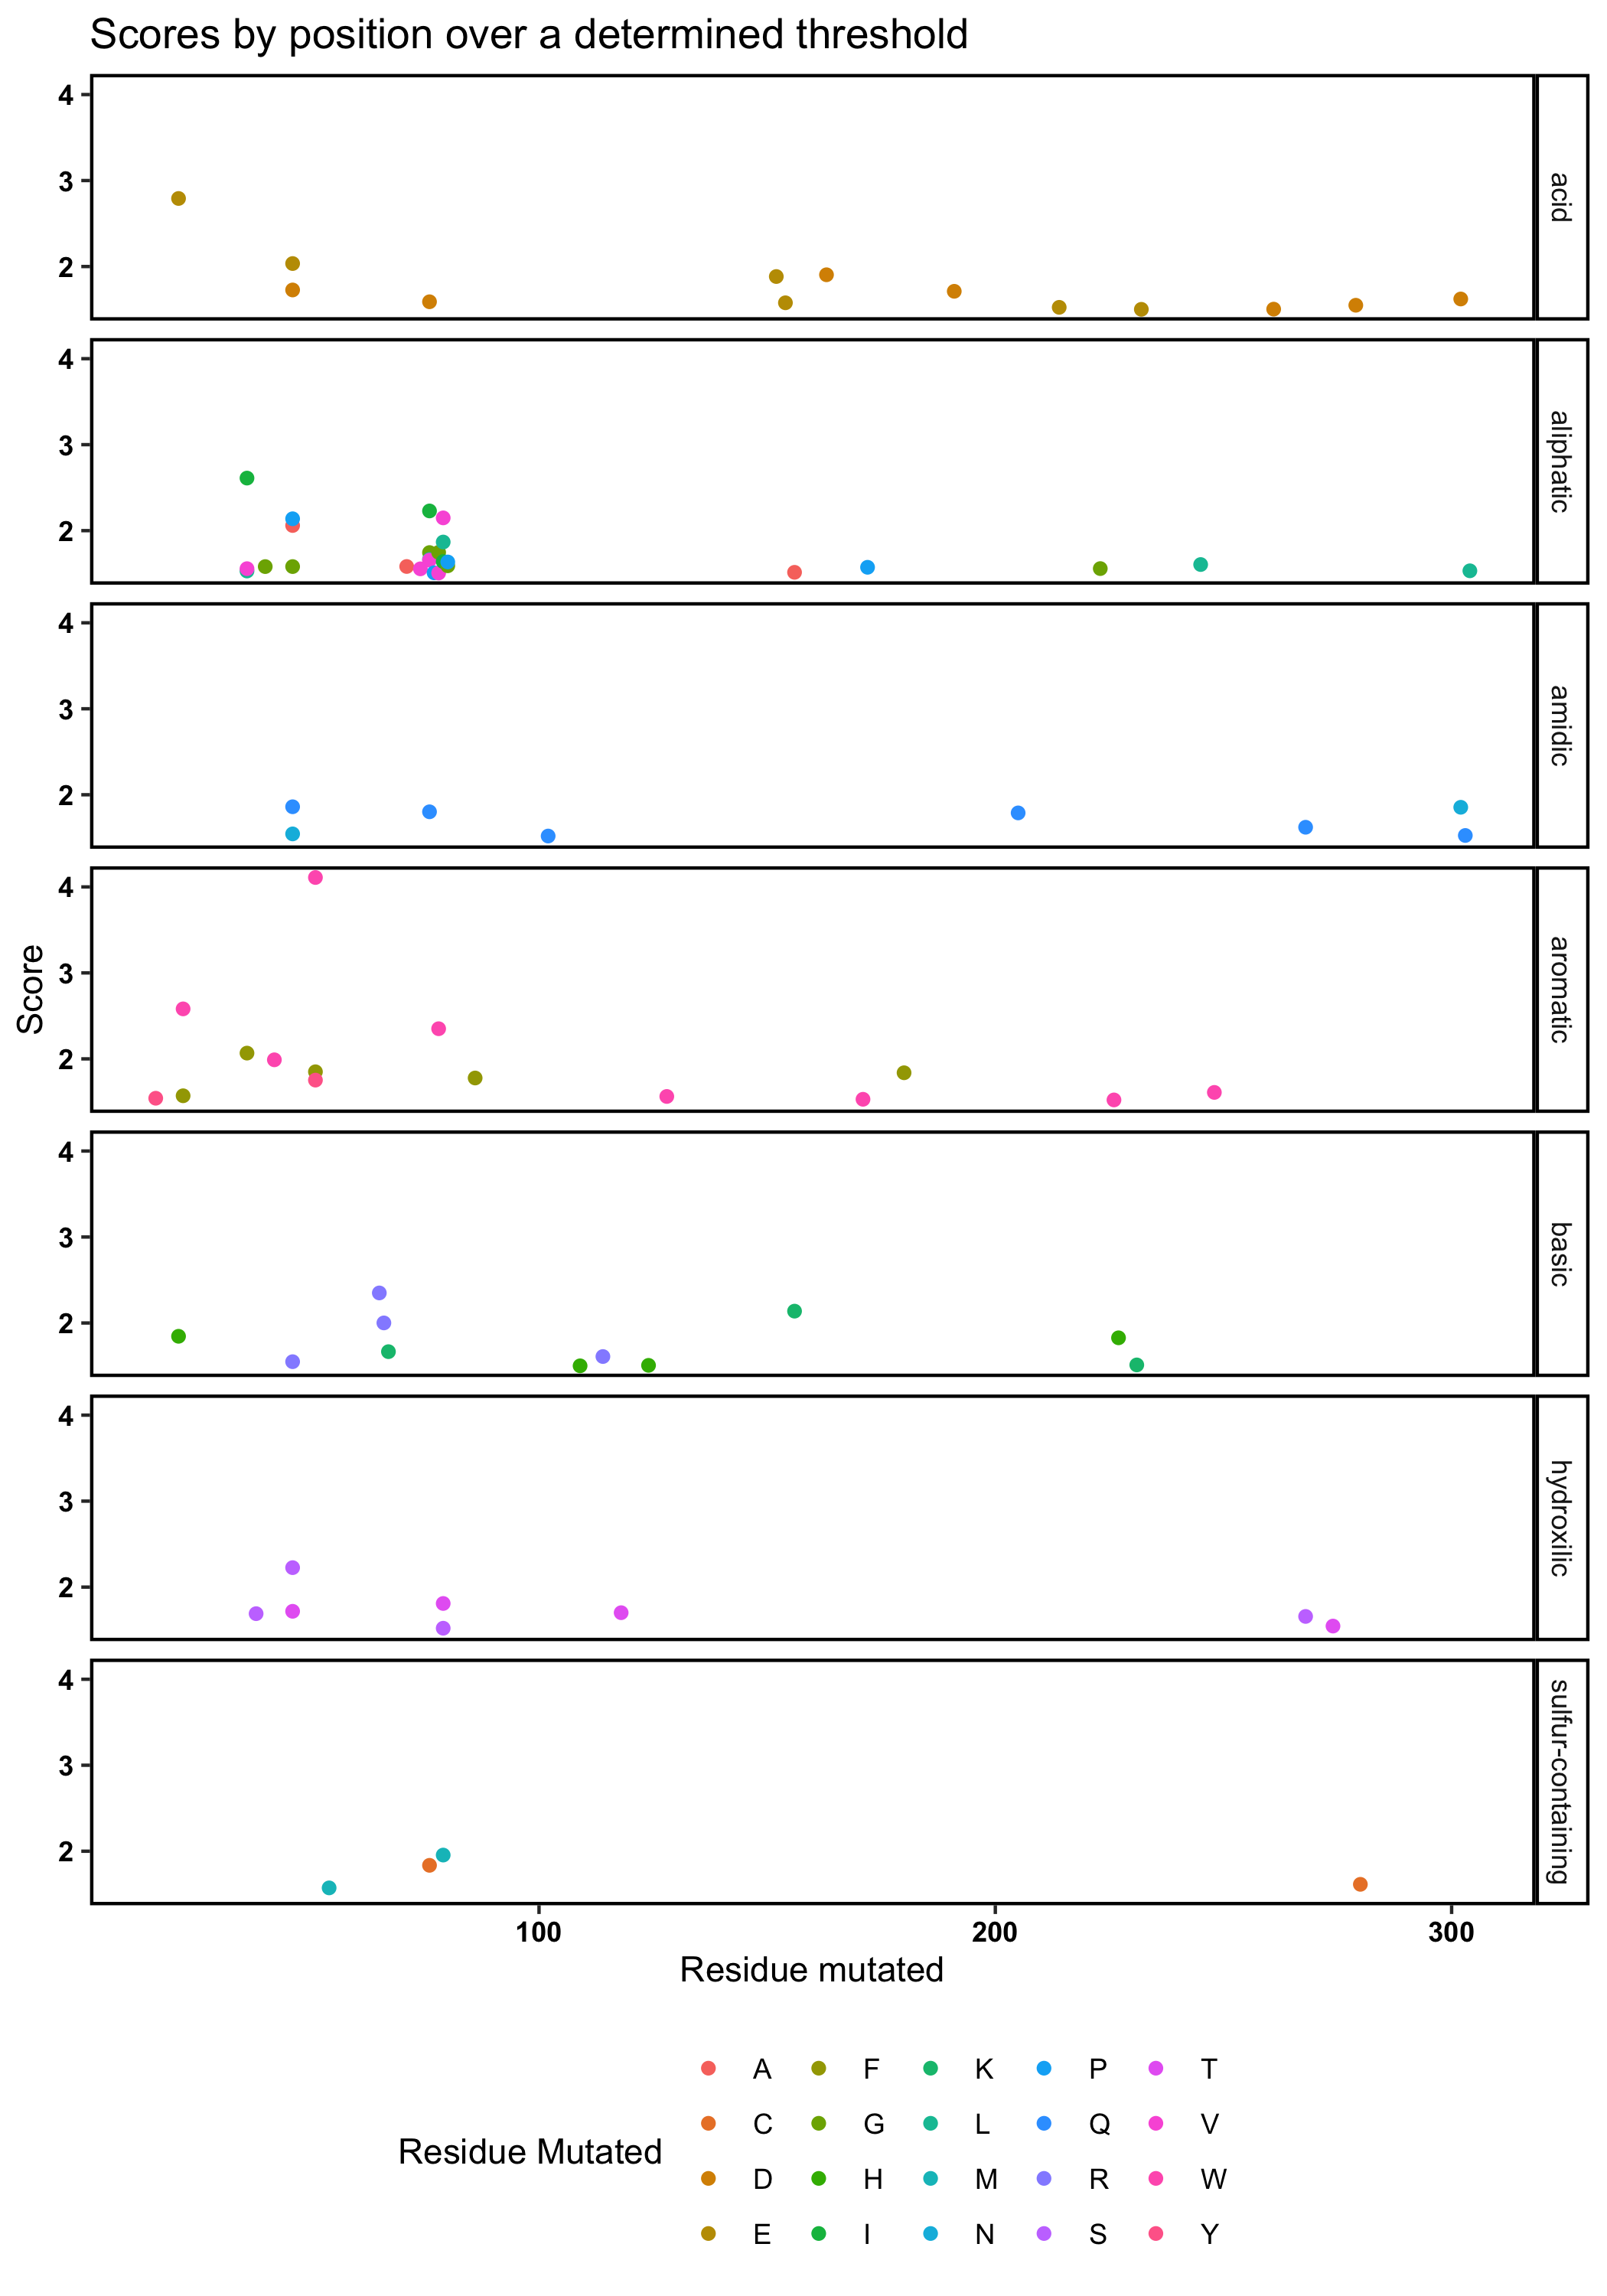 Scores by position over a determined threshold
4
3
2
acid
4
3
2
aliphatic
4
3
2
amidic
Score
4
3
2
aromatic
4
3
2
basic
4
3
2
hydroxilic
4
3
2
sulfur-containing
100 200 300
Residue mutated
Residue Mutated
A F K P T
C G L Q V
D H M R W
E I N S Y